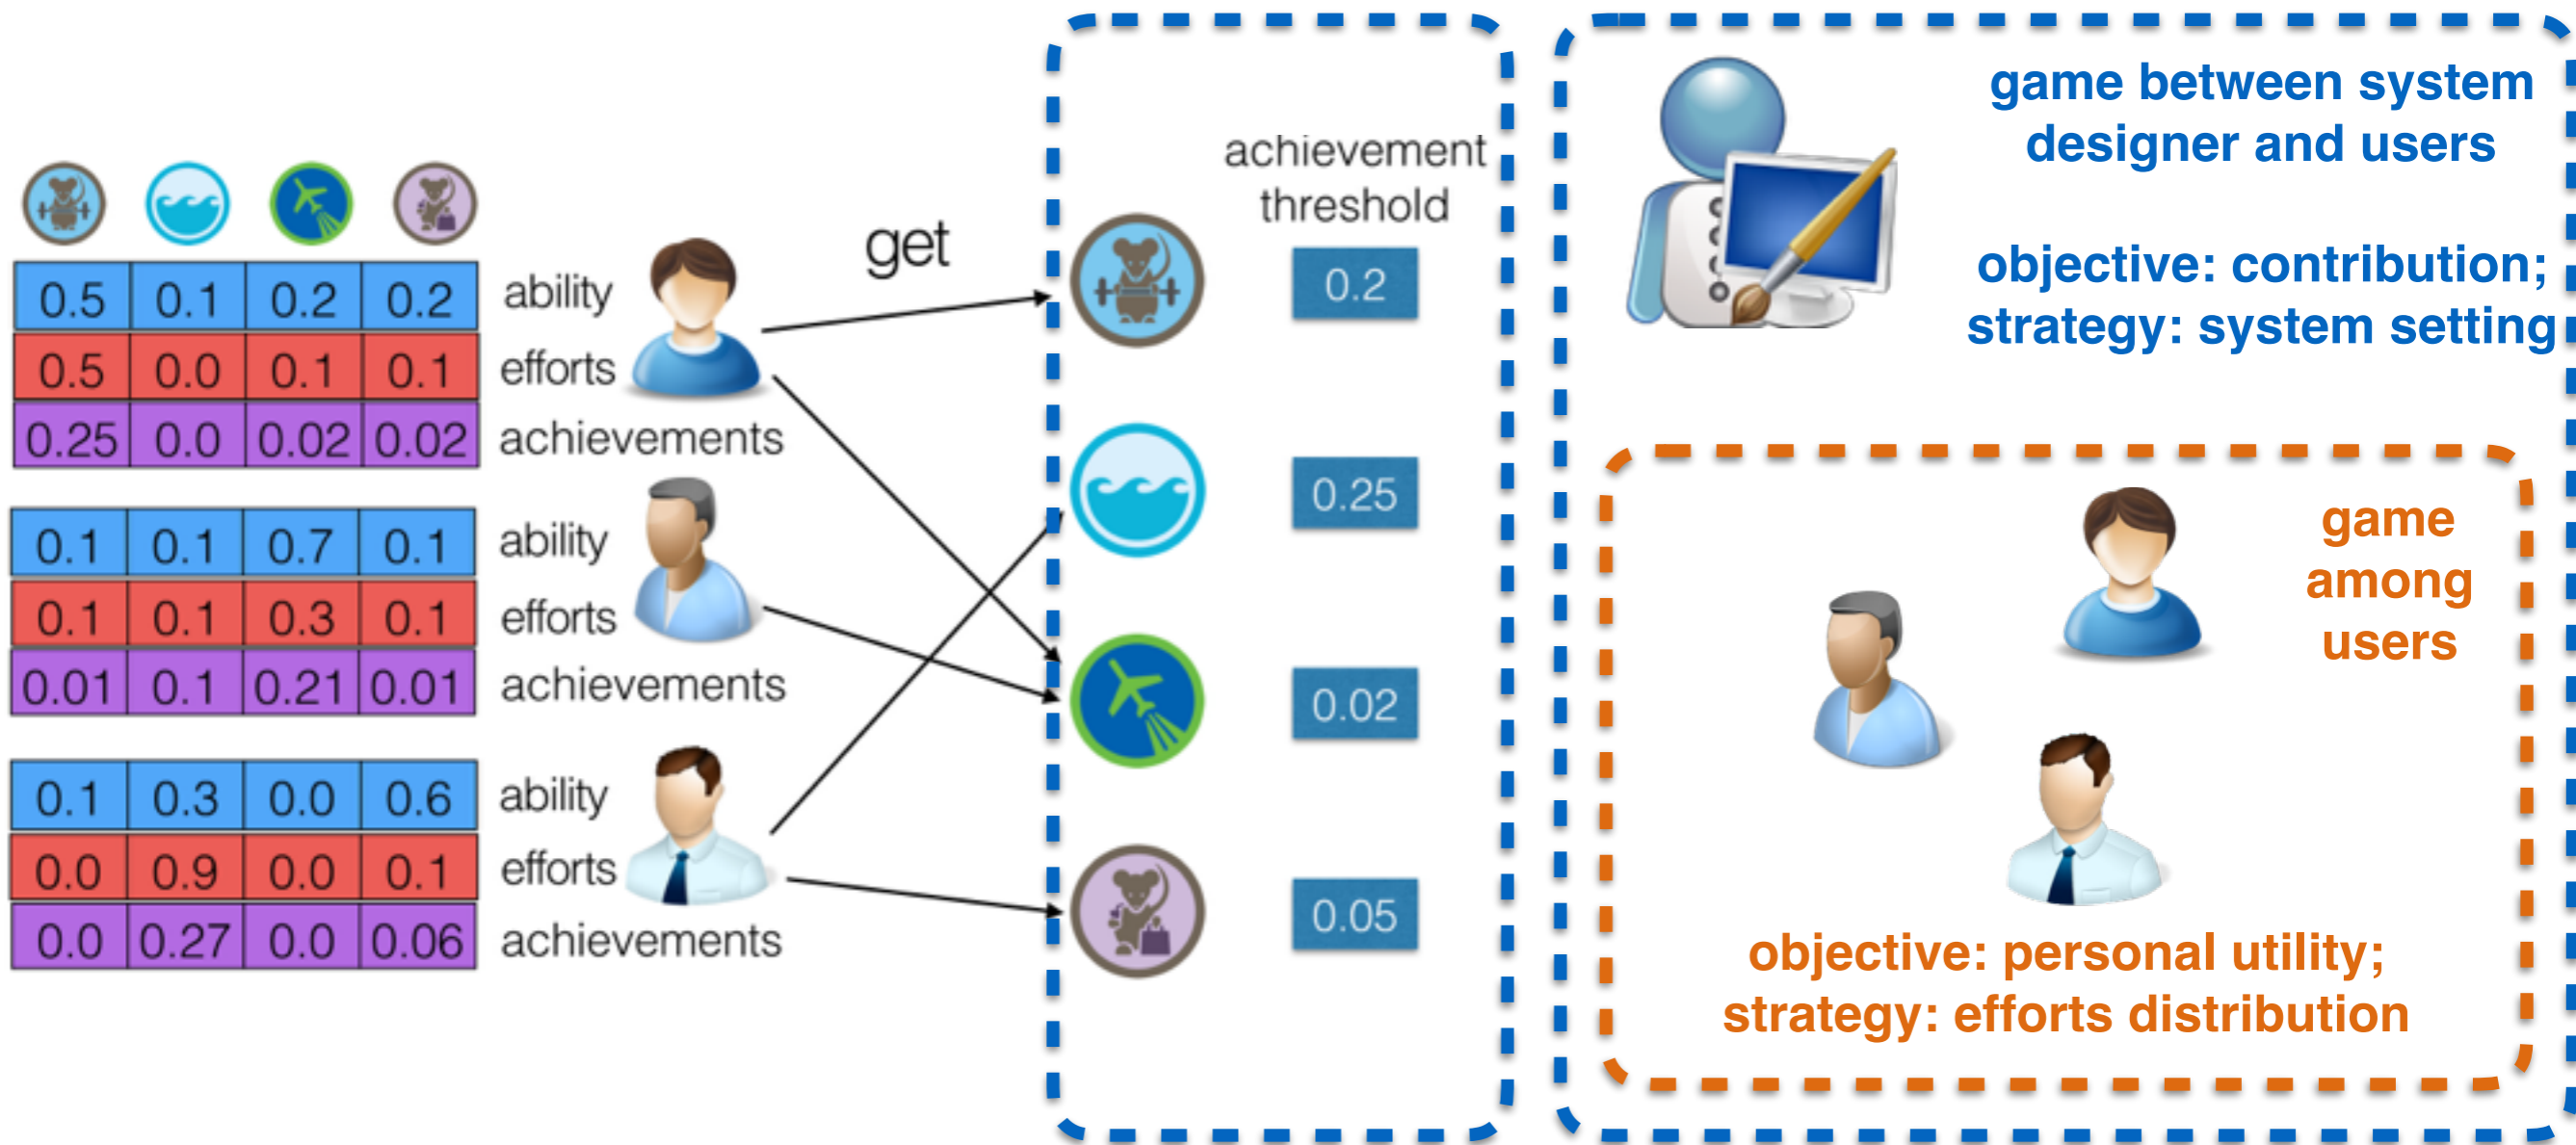 0.5 0.1 0.2 0.2 ability
0.5 0.0 0.1 0.1 efforts
0.25 0.0 0.02 0.02 achievements
0.1 0.1 0.7 0.1 ability
0.1 0.1 0.3 0.1 efforts
0.01 0.1 0.21 0.01 achievements
0.1 0.3 0.0 0.6 ability
0.0 0.9 0.0 0.1 efforts
0.0 0.27 0.0 0.06 achievements
get
achievement
threshold
0.2
0.25
0.02
0.05
game between system
designer and users
objective: contribution;
strategy: system setting
game
among
users
objective: personal utility;
strategy: efforts distribution